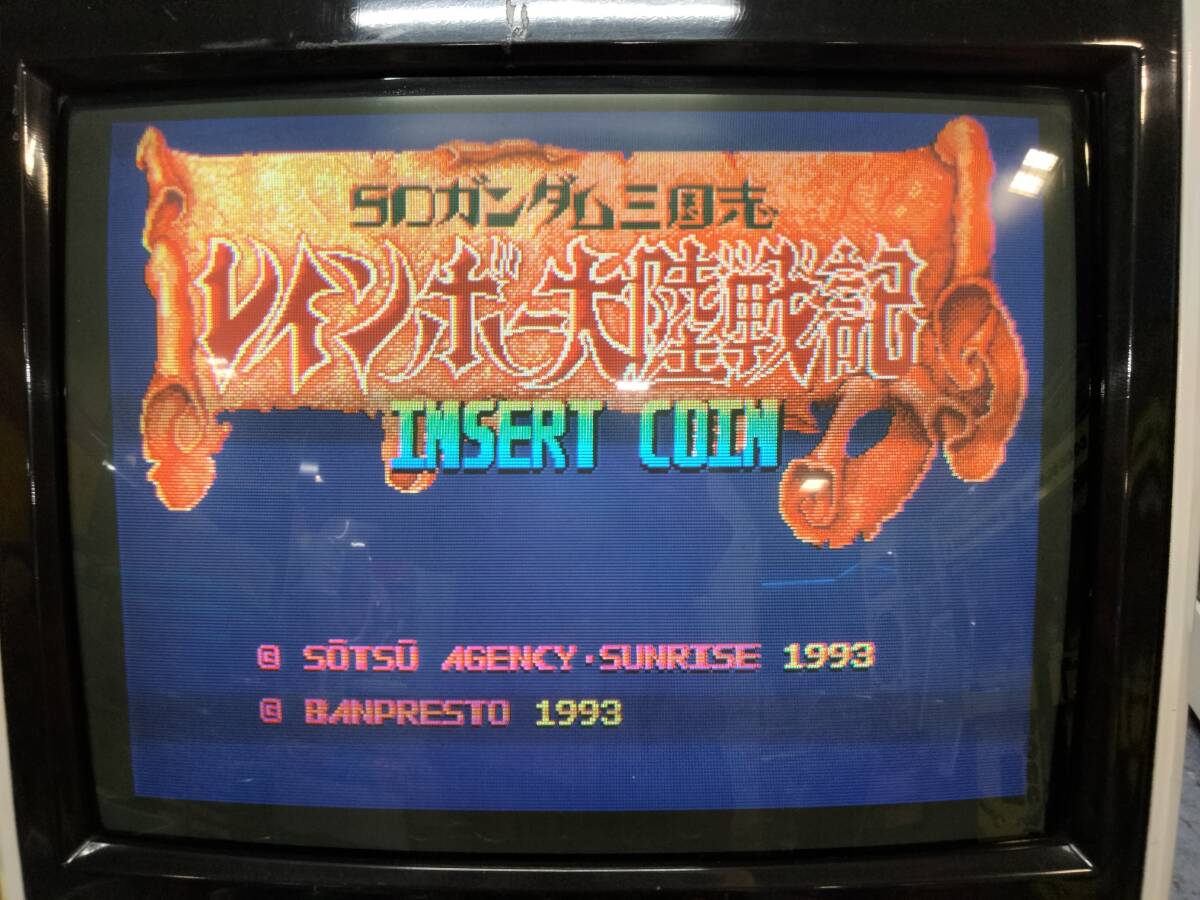 SDガンダム三国志
レインボー大陸戦記
INSERT COIN
© SŌTSŪ AGENCY・SUNRISE 1993
© BANPRESTO 1993